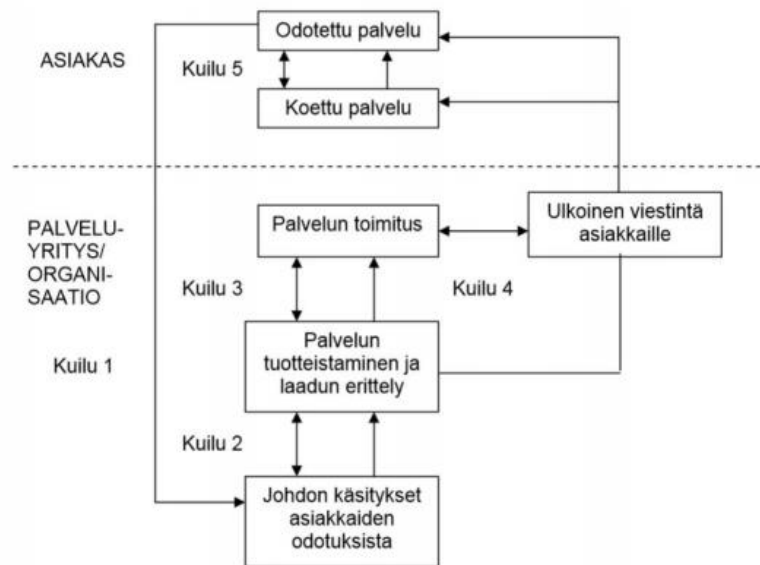 Odotettu palvelu
ASIAKAS
Kuilu 5
Koettu palvelu
PALVELU-
YRITYS/
ORGANI-
SAATIO
Palvelun toimitus
Ulkoinen viestintä
asiakkaille
Kuilu 3
Kuilu 4
Kuilu 1
Palvelun
tuotteistaminen ja
laadun erittely
Kuilu 2
Johdon käsitykset
asiakkaiden
odotuksista